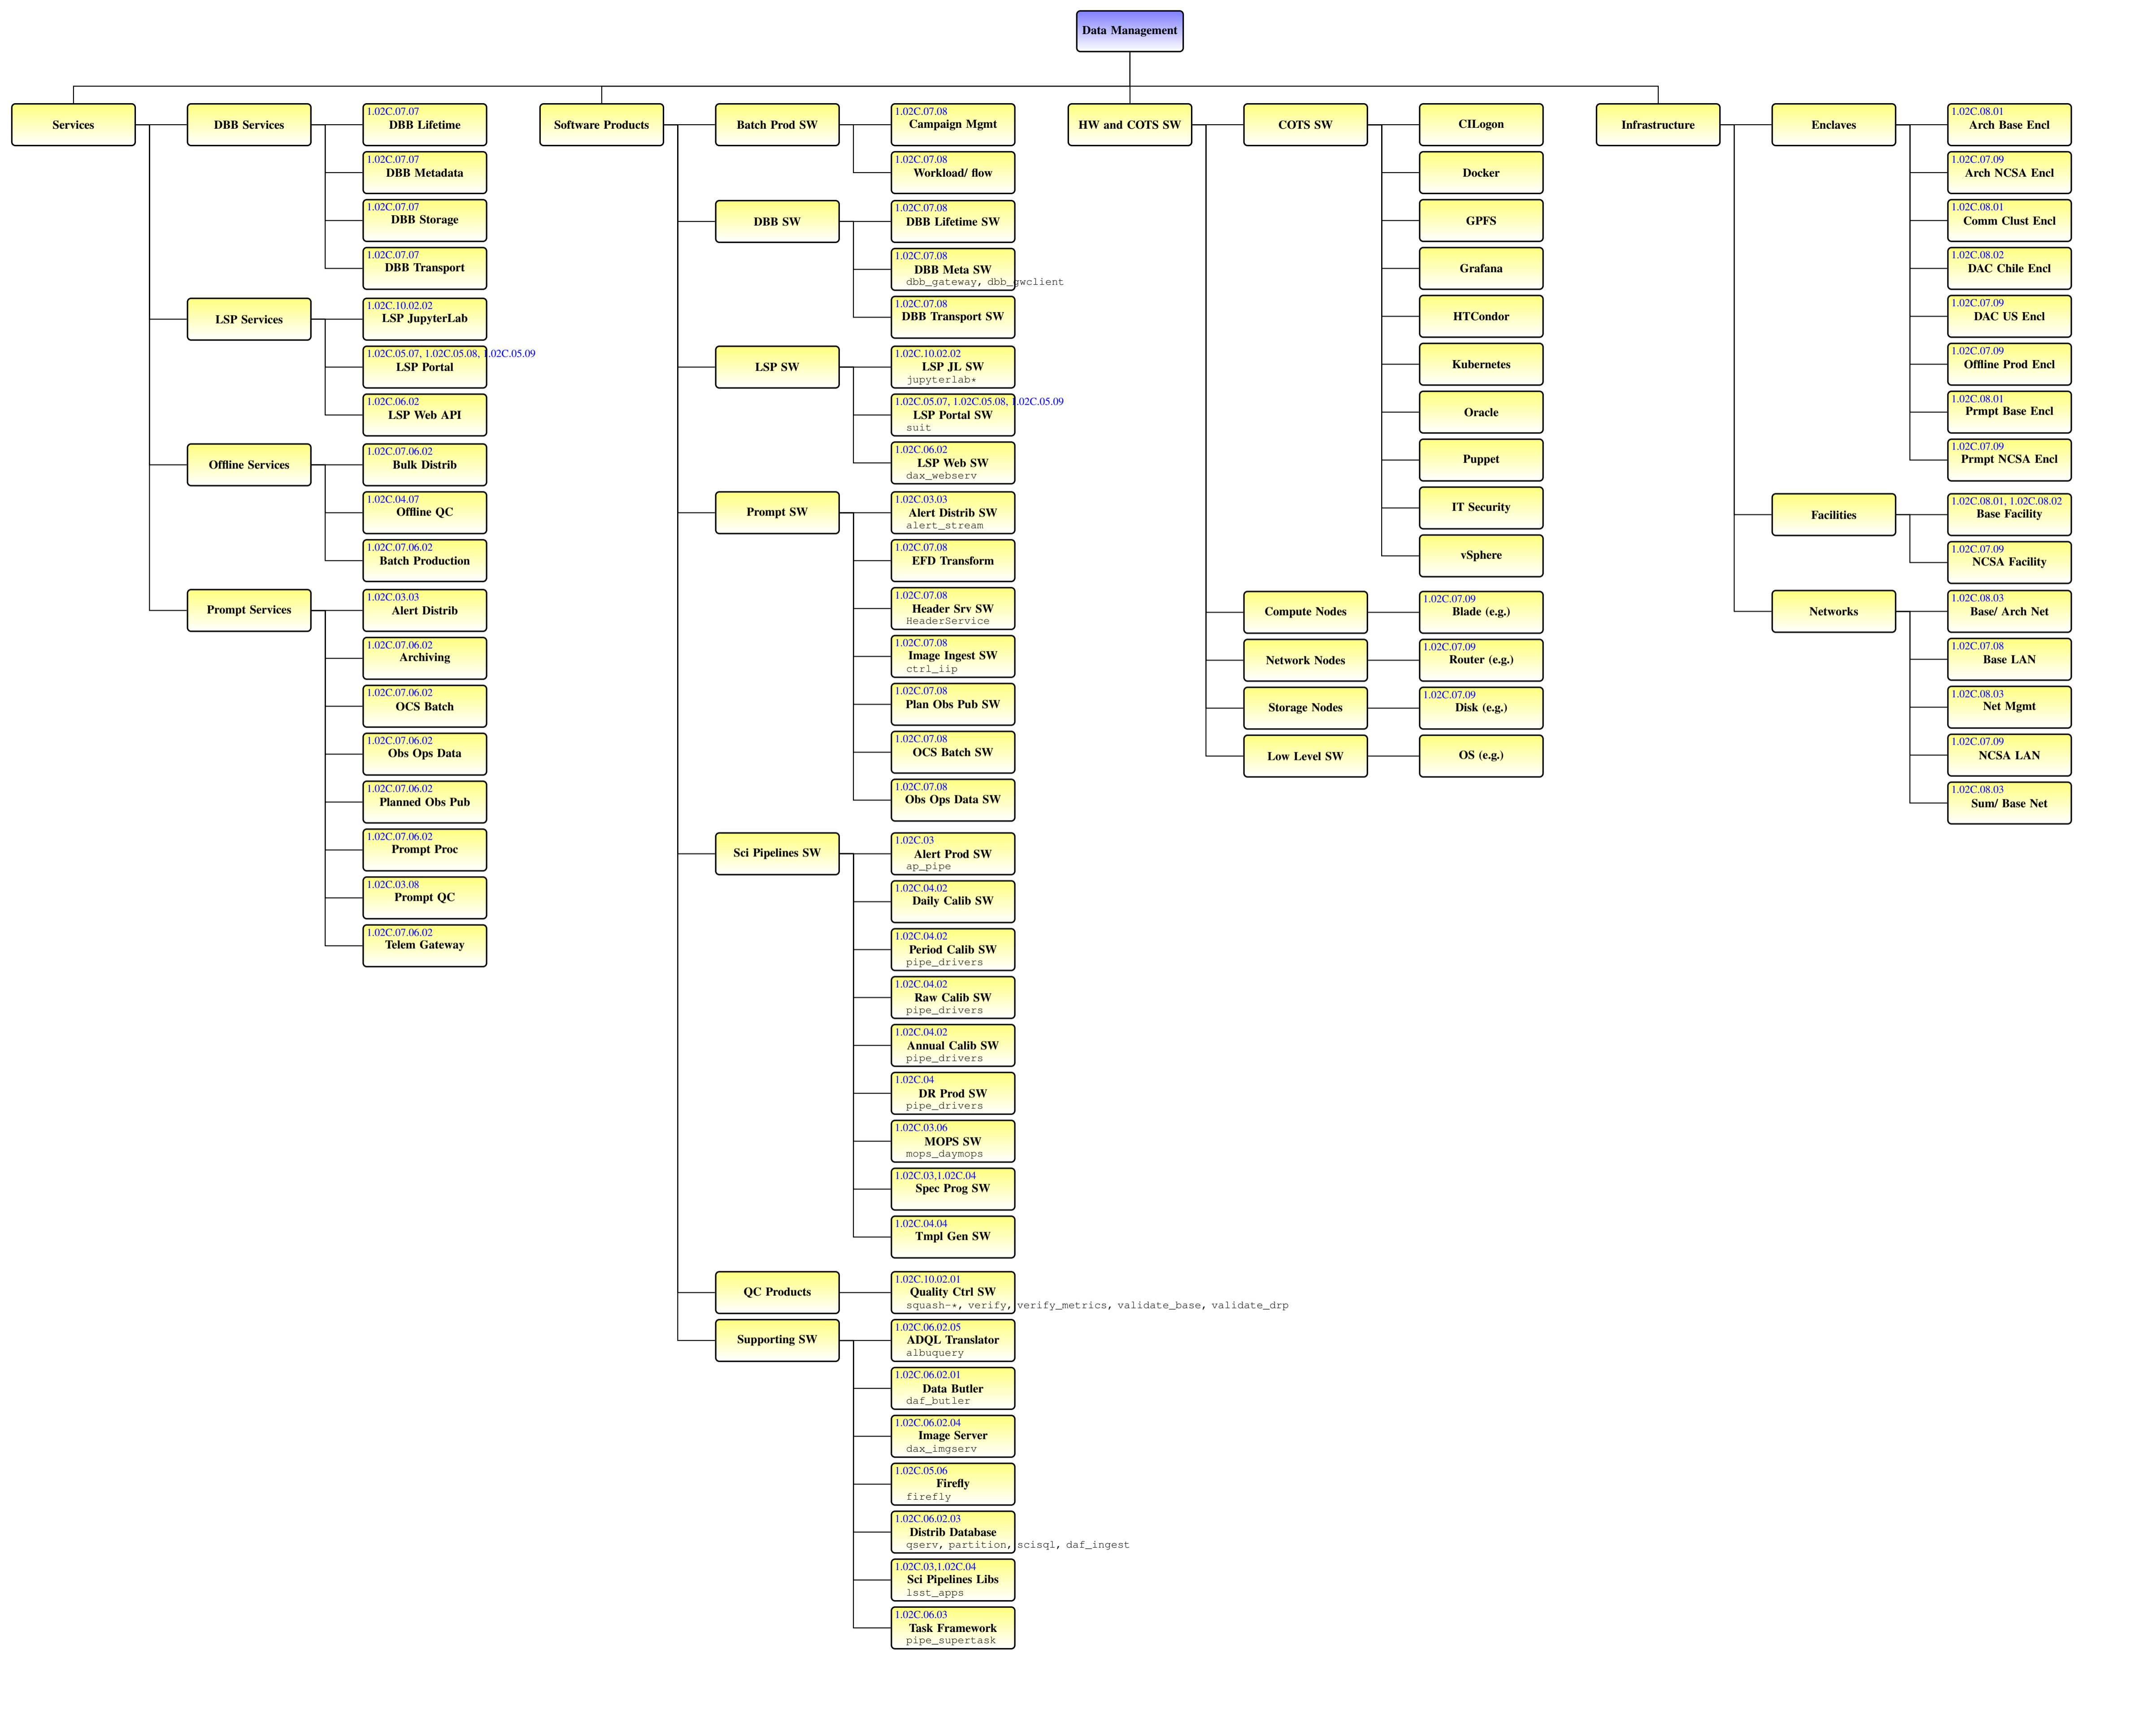 Data Management
Services
DBB Services
1.02C.07.07
DBB Lifetime
1.02C.07.07
DBB Metadata
1.02C.07.07
DBB Storage
1.02C.07.07
DBB Transport
LSP Services
1.02C.10.02.02
LSP JupyterLab
1.02C.05.07, 1.02C.05.08, 1.02C.05.09
LSP Portal
1.02C.06.02
LSP Web API
Offline Services
1.02C.07.06.02
Bulk Distrib
1.02C.04.07
Offline QC
1.02C.07.06.02
Batch Production
Prompt Services
1.02C.03.03
Alert Distrib
1.02C.07.06.02
Archiving
1.02C.07.06.02
OCS Batch
1.02C.07.06.02
Obs Ops Data
1.02C.07.06.02
Planned Obs Pub
1.02C.07.06.02
Prompt Proc
1.02C.03.08
Prompt QC
1.02C.07.06.02
Telem Gateway
Software Products
Batch Prod SW
1.02C.07.08
Campaign Mgmt
1.02C.07.08
Workload/ flow
DBB SW
1.02C.07.08
DBB Lifetime SW
1.02C.07.08
DBB Meta SW
dbb_gateway, dbb_gwclient
1.02C.07.08
DBB Transport SW
LSP SW
1.02C.10.02.02
LSP JL SW
jupyterlab*
1.02C.05.07, 1.02C.05.08, 1.02C.05.09
LSP Portal SW
suit
1.02C.06.02
LSP Web SW
dax_webserv
Prompt SW
1.02C.03.03
Alert Distrib SW
alert_stream
1.02C.07.08
EFD Transform
1.02C.07.08
Header Srv SW
HeaderService
1.02C.07.08
Image Ingest SW
ctrl_iip
1.02C.07.08
Plan Obs Pub SW
1.02C.07.08
OCS Batch SW
1.02C.07.08
Obs Ops Data SW
Sci Pipelines SW
1.02C.03
Alert Prod SW
ap_pipe
1.02C.04.02
Daily Calib SW
1.02C.04.02
Period Calib SW
pipe_drivers
1.02C.04.02
Raw Calib SW
pipe_drivers
1.02C.04.02
Annual Calib SW
pipe_drivers
1.02C.04
DR Prod SW
pipe_drivers
1.02C.03.06
MOPS SW
mops_daymops
1.02C.03,1.02C.04
Spec Prog SW
1.02C.04.04
Tmpl Gen SW
QC Products
1.02C.10.02.01
Quality Ctrl SW
squash-*, verify, verify_metrics, validate_base, validate_drp
Supporting SW
1.02C.06.02.05
ADQL Translator
albuquery
1.02C.06.02.01
Data Butler
daf_butler
1.02C.06.02.04
Image Server
dax_imgserv
1.02C.05.06
Firefly
firefly
1.02C.06.02.03
Distrib Database
qserv, partition, scisql, daf_ingest
1.02C.03,1.02C.04
Sci Pipelines Libs
lsst_apps
1.02C.06.03
Task Framework
pipe_supertask
HW and COTS SW
COTS SW
CILogon
Docker
GPFS
Grafana
HTCondor
Kubernetes
Oracle
Puppet
IT Security
vSphere
Compute Nodes
1.02C.07.09
Blade (e.g.)
Network Nodes
1.02C.07.09
Router (e.g.)
Storage Nodes
1.02C.07.09
Disk (e.g.)
Low Level SW
OS (e.g.)
Infrastructure
Enclaves
1.02C.08.01
Arch Base Encl
1.02C.07.09
Arch NCSA Encl
1.02C.08.01
Comm Clust Encl
1.02C.08.02
DAC Chile Encl
1.02C.07.09
DAC US Encl
1.02C.07.09
Offline Prod Encl
1.02C.08.01
Prmpt Base Encl
1.02C.07.09
Prmpt NCSA Encl
Facilities
1.02C.08.01, 1.02C.08.02
Base Facility
1.02C.07.09
NCSA Facility
Networks
1.02C.08.03
Base/ Arch Net
1.02C.07.08
Base LAN
1.02C.08.03
Net Mgmt
1.02C.07.09
NCSA LAN
1.02C.08.03
Sum/ Base Net